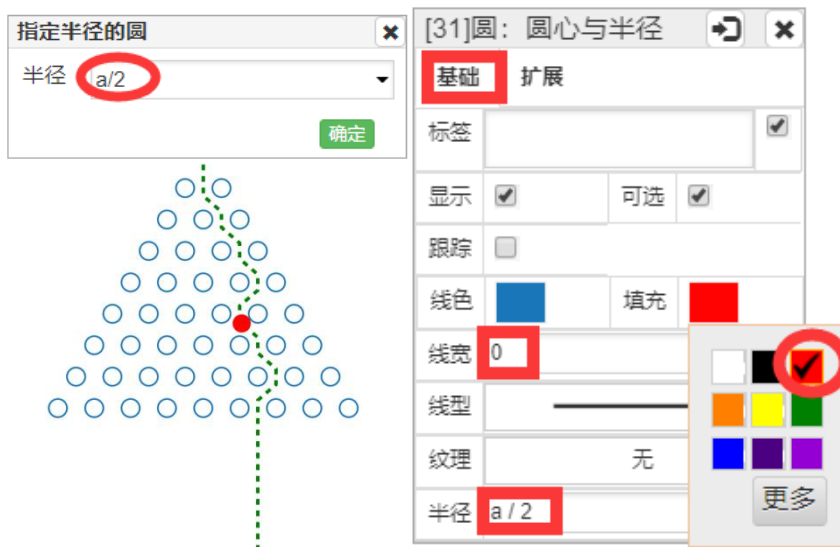 指定半径的圆
半径 a/2
确定
[31]圆：圆心与半径
基础 扩展
标签
显示 可选
跟踪
线色 填充
线宽 0
线型
纹理 无
半径 a / 2
更多